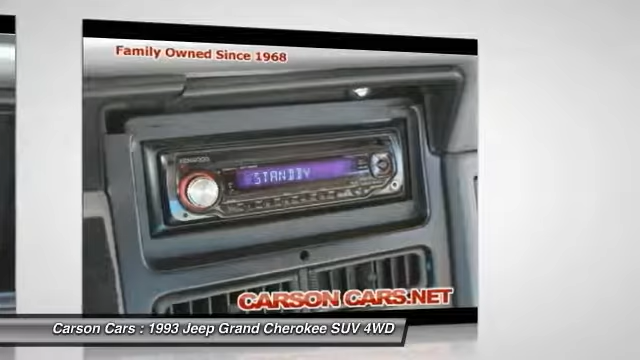 Family Owned Since 1968
KENWOOD
STANDBY
CARSON CARS.NET
Carson Cars : 1993 Jeep Grand Cherokee SUV 4WD